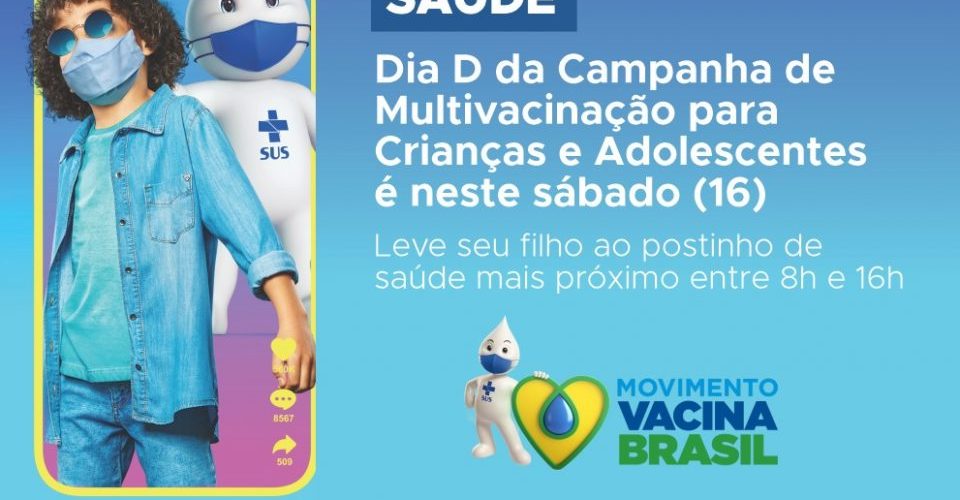 SAÚDE
Dia D da Campanha de
Multivacinação para
Crianças e Adolescentes
é neste sábado (16)
Leve seu filho ao postinho de
saúde mais próximo entre 8h e 16h
SUS
560K
8567
509
SUS
MOVIMENTO
VACINA
BRASIL